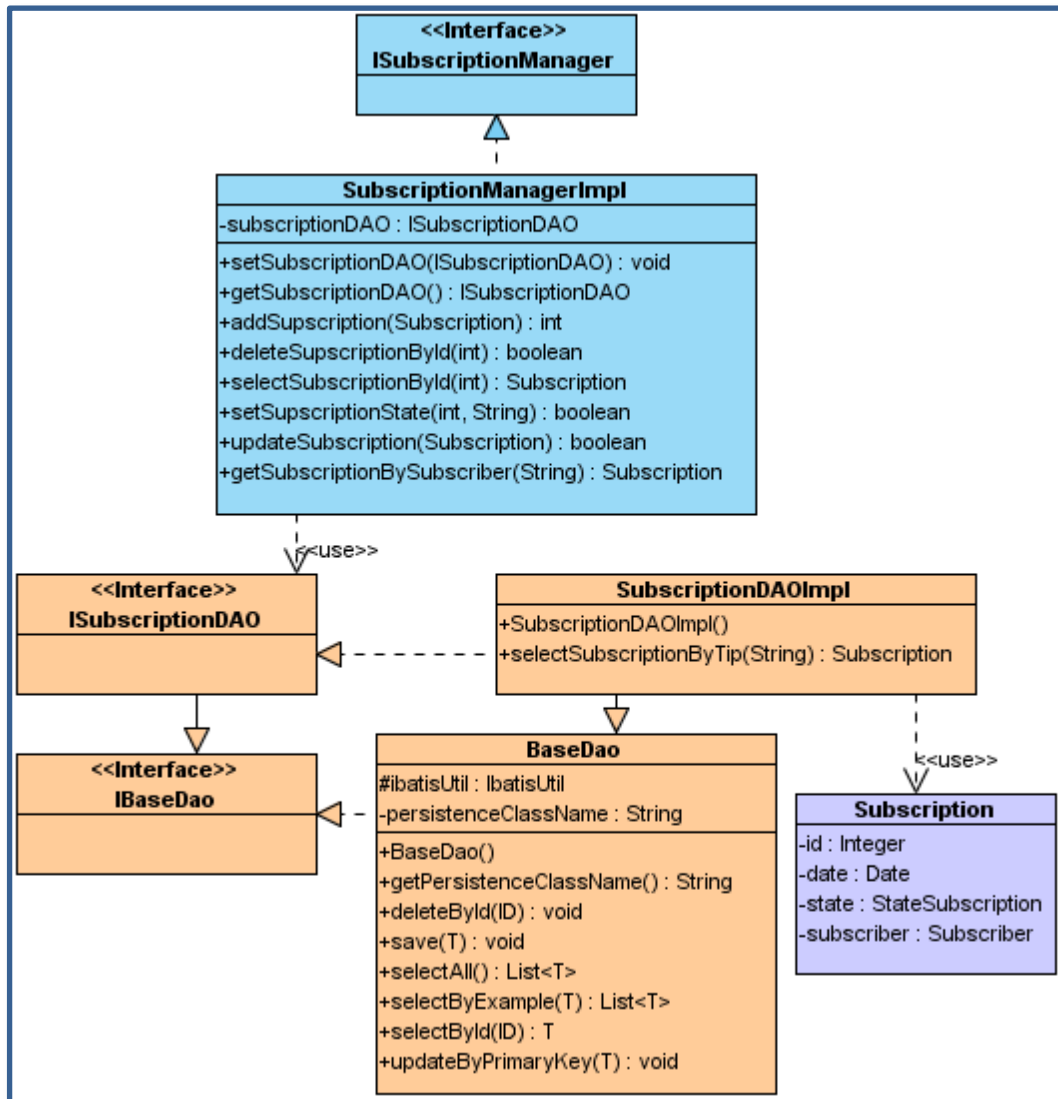 <<Interface>>
ISubscriptionManager
SubscriptionManagerImpl
-subscriptionDAO : ISubscriptionDAO
+setSubscriptionDAO(ISubscriptionDAO) : void
+getSubscriptionDAO() : ISubscriptionDAO
+addSupscription(Subscription) : int
+deleteSupscriptionById(int) : boolean
+selectSubscriptionById(int) : Subscription
+setSupscriptionState(int, String) : boolean
+updateSubscription(Subscription) : boolean
+getSubscriptionBySubscriber(String) : Subscription
<<use>>
<<Interface>>
ISubscriptionDAO
SubscriptionDAOImpl
+SubscriptionDAOImpl()
+selectSubscriptionByTip(String) : Subscription
<<Interface>>
IBaseDao
BaseDao
#ibatisUtil : IbatisUtil
-persistenceClassName : String
+BaseDao()
+getPersistenceClassName() : String
+deleteById(ID) : void
+save(T) : void
+selectAll() : List<T>
+selectByExample(T) : List<T>
+selectById(ID) : T
+updateByPrimaryKey(T) : void
<<use>>
Subscription
-id : Integer
-date : Date
-state : StateSubscription
-subscriber : Subscriber